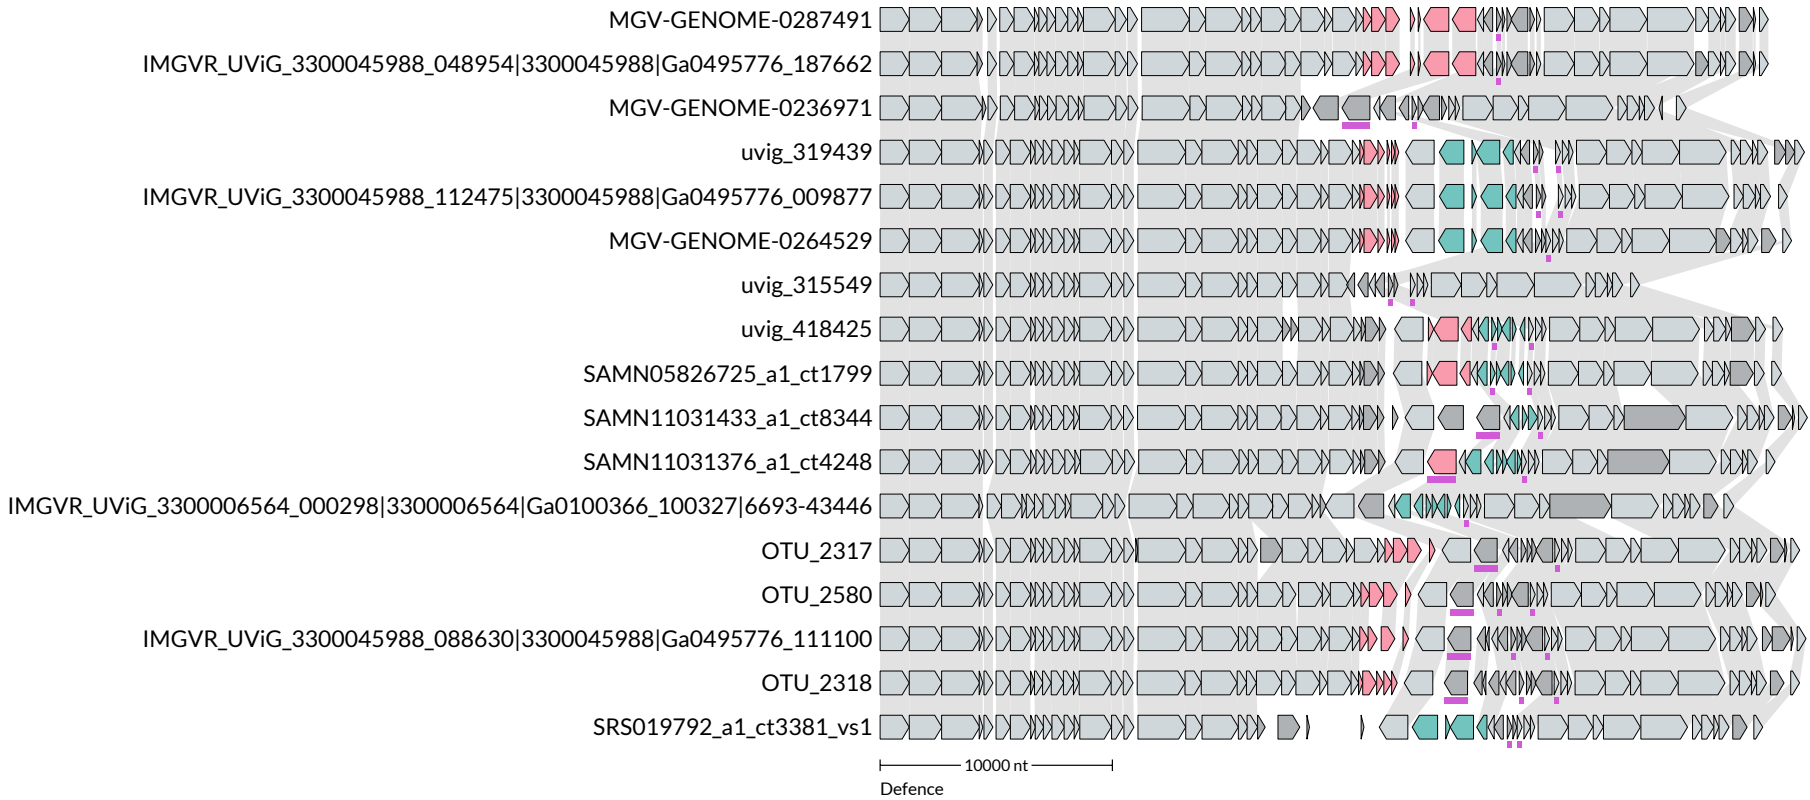 MGV-GENOME-0287491
IMGVR_UViG_3300045988_048954|3300045988|Ga0495776_187662
MGV-GENOME-0236971
uvig_319439
IMGVR_UViG_3300045988_112475|3300045988|Ga0495776_009877
MGV-GENOME-0264529
uvig_315549
uvig_418425
SAMN05826725_a1_ct1799
SAMN11031433_a1_ct8344
SAMN11031376_a1_ct4248
IMGVR_UViG_3300006564_000298|3300006564|Ga0100366_100327|6693-43446
OTU_2317
OTU_2580
IMGVR_UViG_3300045988_088630|3300045988|Ga0495776_111100
OTU_2318
SRS019792_a1_ct3381_vs1
10000 nt
Defence